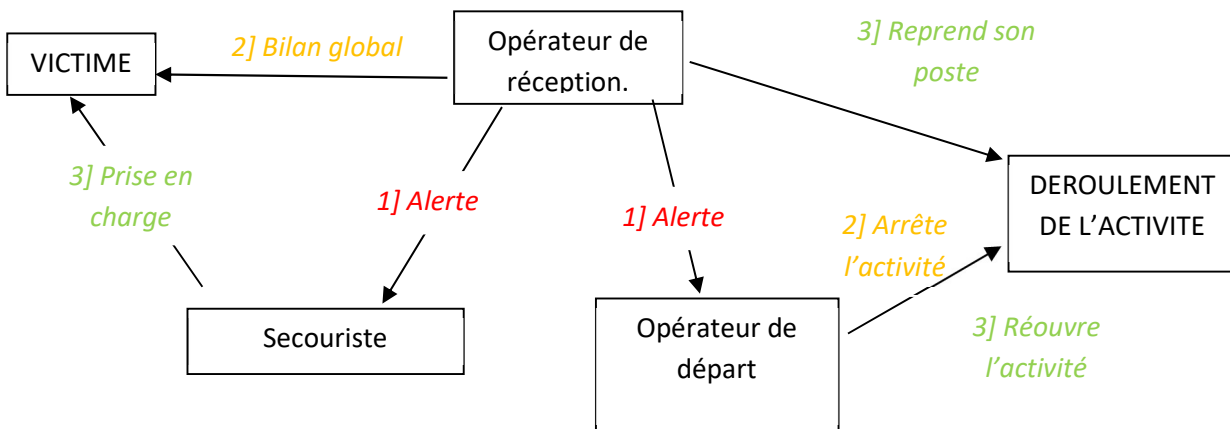 VICTIME
2] Bilan global
Opérateur de
réception.
3] Reprend son
poste
3] Prise en
charge
1] Alerte
1] Alerte
2] Arrête
l’activité
DEROULEMENT
DE L’ACTIVITE
Secouriste
Opérateur de
départ
3] Réouvre
l’activité